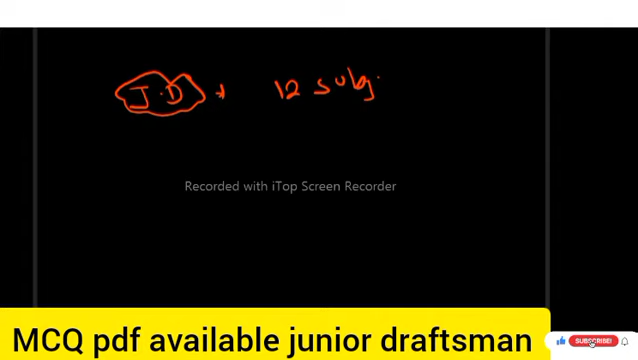 J.D → 12 subj.
Recorded with iTop Screen Recorder
MCQ pdf available junior draftsman
SUBSCRIBE!